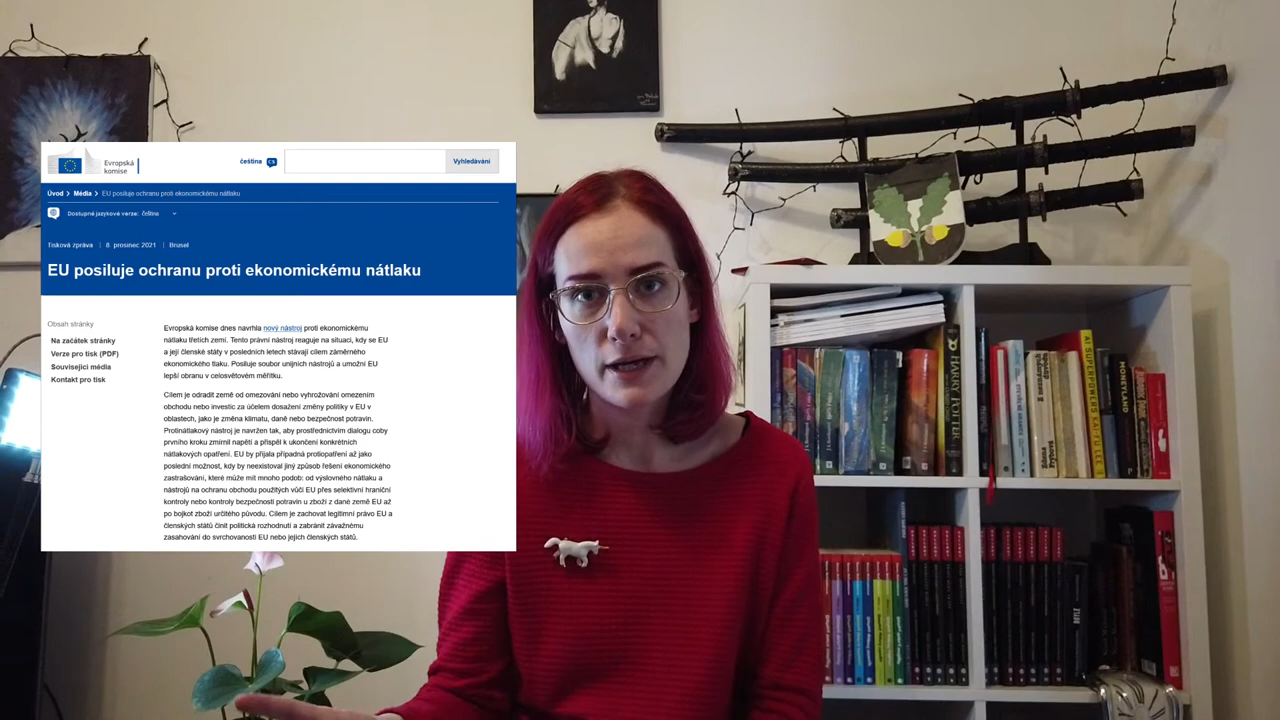 Evropská
komise
čeština CS
Vyhledávání
Úvod > Média > EU posiluje ochranu proti ekonomickému nátlaku
Dostupné jazykové verze: čeština
Tisková zpráva | 8 prosinec 2021 | Brusel
EU posiluje ochranu proti ekonomickému nátlaku
Obsah stránky
Na začátek stránky
Verze pro tisk (PDF)
Související média
Kontakt pro tisk
Evropská komise dnes navrhla nový nástroj proti ekonomickému
nátlaku třetích zemí. Tento právní nástroj reaguje na situaci, kdy se EU
a její členské státy v posledních letech stávají cílem záměrného
ekonomického tlaku. Posiluje soubor unijních nástrojů a umožní EU
lepší obranu v celosvětovém měřítku.
Cílem je odradit země od omezování nebo vyhrožování omezením
obchodu nebo investic za účelem dosažení změny politiky v EU v
oblastech, jako je změna klimatu, daně nebo bezpečnost potravin.
Protinátlakový nástroj je navržen tak, aby prostřednictvím dialogu coby
prvního kroku zmírnil napětí a přispěl k ukončení konkrétních
nátlakových opatření. EU by přijala případná protiopatření až jako
poslední možnost, kdy by neexistoval jiný způsob řešení ekonomického
zastrašování, které může mít mnoho podob: od výslovného nátlaku a
nástrojů na ochranu obchodu použitých vůči EU přes selektivní hraniční
kontroly nebo kontroly bezpečnosti potravin u zboží z dané země EU až
po bojkot zboží určitého původu. Cílem je zachovat legitimní právo EU a
členských států činit politická rozhodnutí a zabránit závažnému
zasahování do svrchovanosti EU nebo jejích členských států.
HARRY POTTER
AI SUPERPOWERS KAI-FU LEE
MONEYLAND